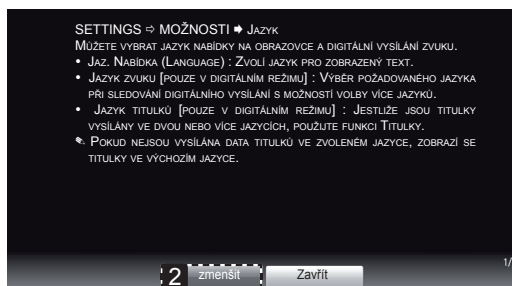 SETTINGS ⇨ MOŽNOSTI ➧ Jazyk
Můžete vybrat jazyk nabídky na obrazovce a digitální vysílání zvuku.
• Jaz. Nabídka (Language) : Zvolí jazyk pro zobrazený text.
• Jazyk zvuku [pouze v digitálním režimu] : Výběr požadovaného jazyka
při sledování digitálního vysílání s možností volby více jazyků.
• Jazyk titulků [pouze v digitálním režimu] : Jestliže jsou titulky
vysílány ve dvou nebo více jazycích, použijte funkci Titulky.
✎ Pokud nejsou vysílána data titulků ve zvoleném jazyce, zobrazí se
titulky ve výchozím jazyce.
1/
2 zmenšit Zavřít